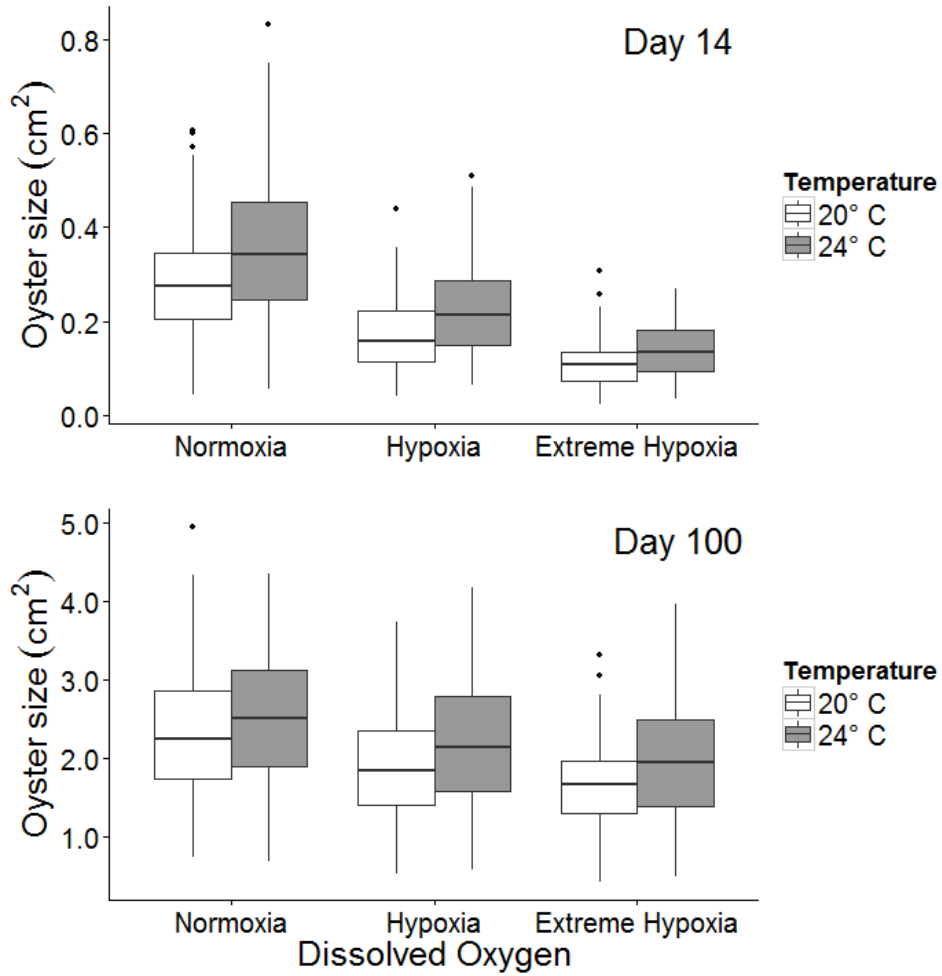 Day 14
Oyster size (cm²)
0.8
0.6
0.4
0.2
0.0
Normoxia Hypoxia Extreme Hypoxia
Temperature
20° C
24° C
Day 100
Oyster size (cm²)
5.0
4.0
3.0
2.0
1.0
Normoxia Hypoxia Extreme Hypoxia
Dissolved Oxygen
Temperature
20° C
24° C